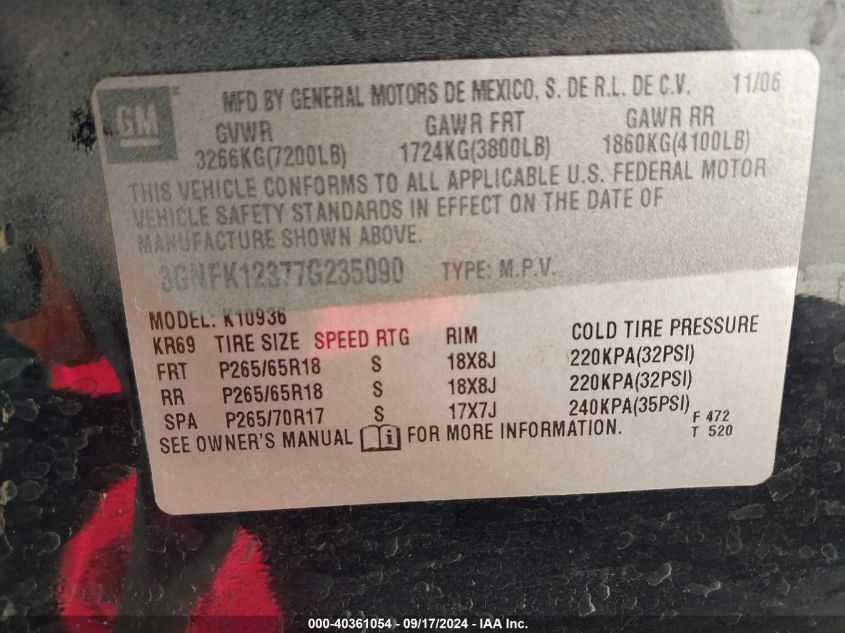 GM ® MFD BY GENERAL MOTORS DE MEXICO, S. DE R.L. DE C.V. 11/06
GVWR GAWR FRT GAWR RR
3266KG(7200LB) 1724KG(3800LB) 1860KG(4100LB)
THIS VEHICLE CONFORMS TO ALL APPLICABLE U.S. FEDERAL MOTOR
VEHICLE SAFETY STANDARDS IN EFFECT ON THE DATE OF
MANUFACTURE SHOWN ABOVE.
3GNFK12377G235090 TYPE: M.P.V.
MODEL: K10936
KR69 TIRE SIZE SPEED RTG RIM COLD TIRE PRESSURE
FRT P265/65R18 S 18X8J 220KPA(32PSI)
RR P265/65R18 S 18X8J 220KPA(32PSI)
SPA P265/70R17 S 17X7J 240KPA(35PSI)
SEE OWNER'S MANUAL i FOR MORE INFORMATION.
F 472
T 520
000-40361054 - 09/17/2024 - IAA Inc.